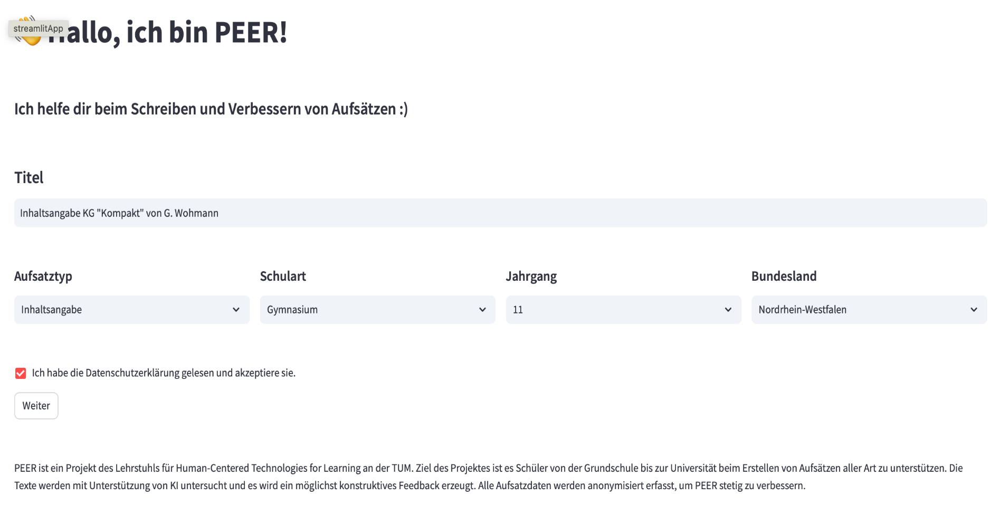 streamlitApp
Hallo, ich bin PEER!
Ich helfe dir beim Schreiben und Verbessern von Aufsätzen :)
Titel
Inhaltsangabe KG "Kompakt" von G. Wohmann
Aufsatztyp Schulart Jahrgang Bundesland
Inhaltsangabe Gymnasium 11 Nordrhein-Westfalen
Ich habe die Datenschutzerklärung gelesen und akzeptiere sie.
Weiter
PEER ist ein Projekt des Lehrstuhls für Human-Centered Technologies for Learning an der TUM. Ziel des Projektes ist es Schüler von der Grundschule bis zur Universität beim Erstellen von Aufsätzen aller Art zu unterstützen. Die
Texte werden mit Unterstützung von KI untersucht und es wird ein möglichst konstruktives Feedback erzeugt. Alle Aufsatzdaten werden anonymisiert erfasst, um PEER stetig zu verbessern.